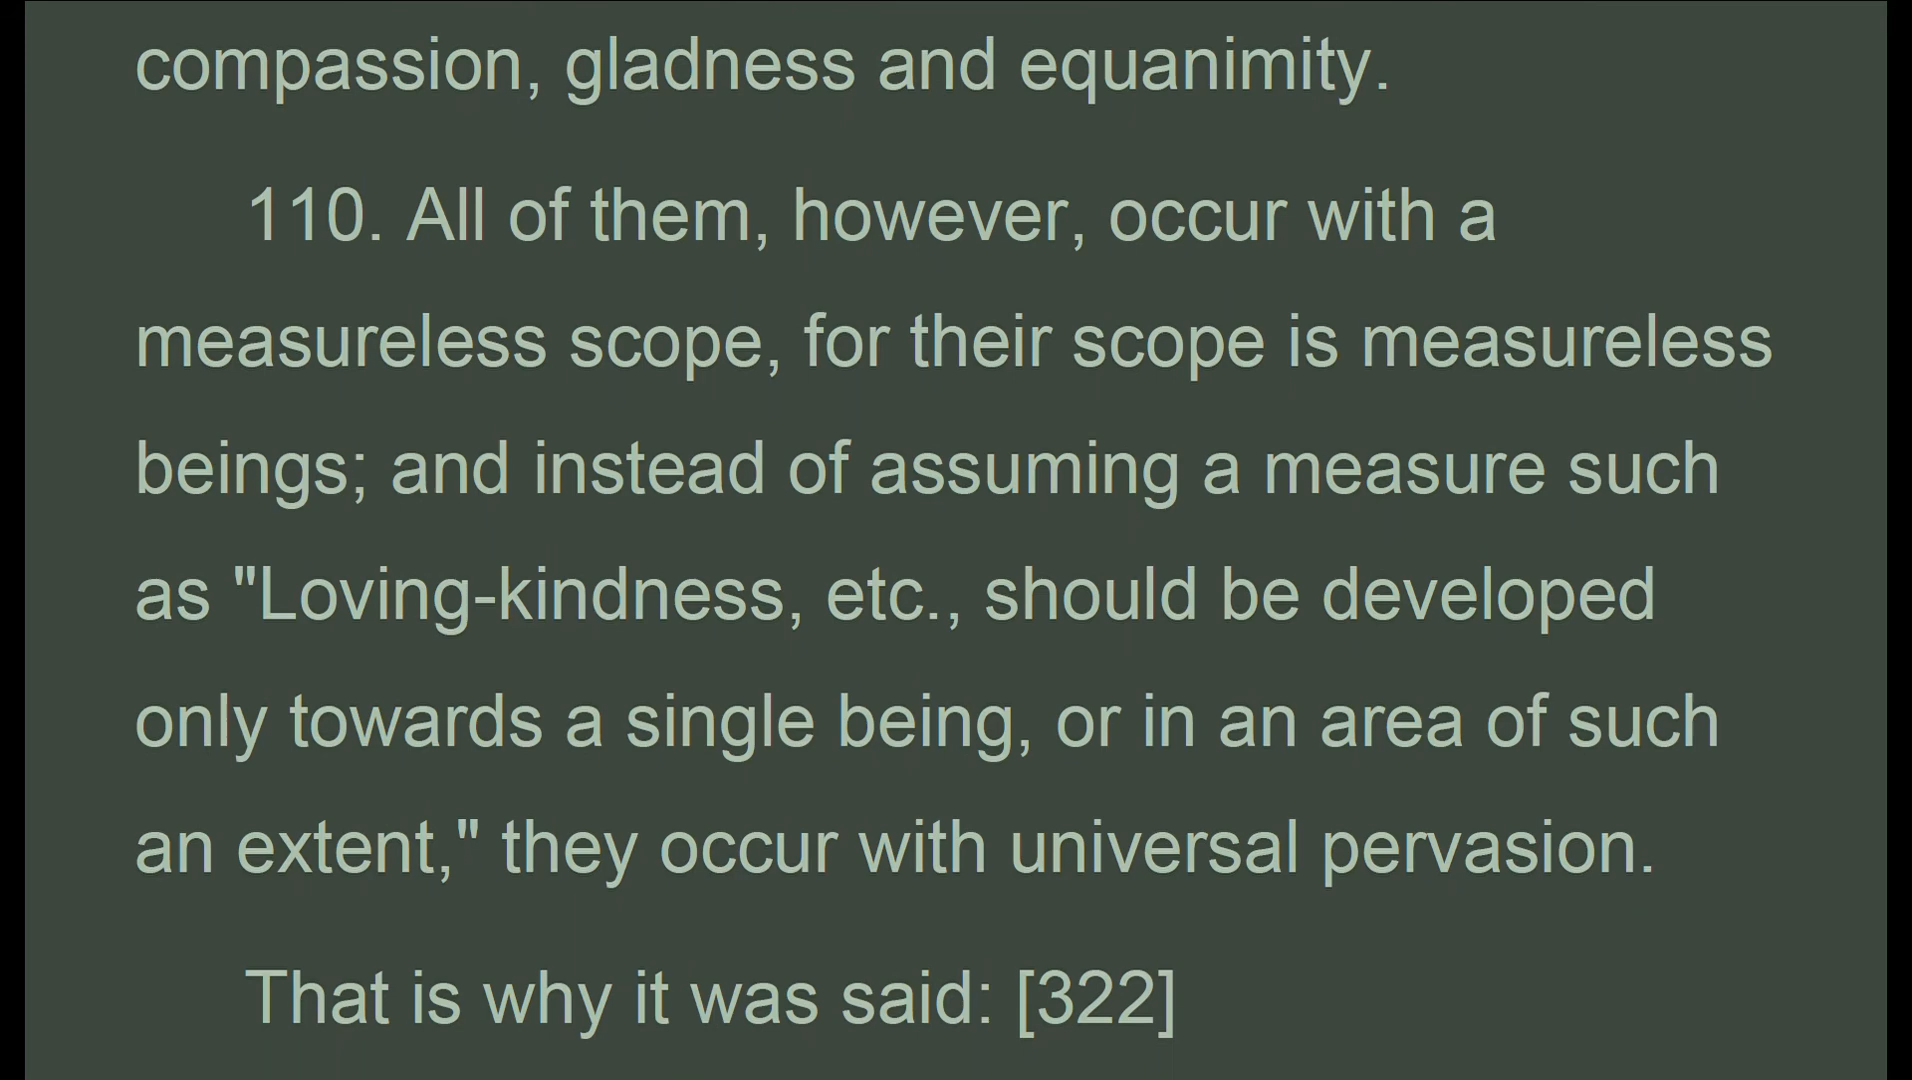 compassion, gladness and equanimity.
110. All of them, however, occur with a
measureless scope, for their scope is measureless
beings; and instead of assuming a measure such
as "Loving-kindness, etc., should be developed
only towards a single being, or in an area of such
an extent," they occur with universal pervasion.
That is why it was said: [322]